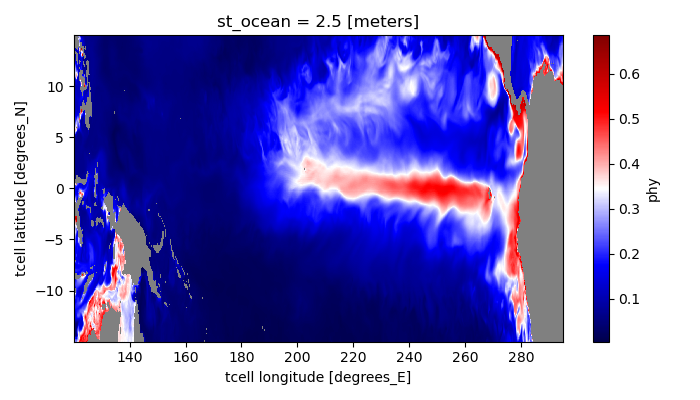 st_ocean = 2.5 [meters]
10
5
0
−5
−10
tcell latitude [degrees_N]
140 160 180 200 220 240 260 280
tcell longitude [degrees_E]
0.6
0.5
0.4
0.3
0.2
0.1
phy